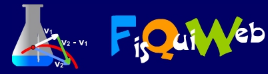 v₁
v₂ - v₁
v₂
FisQuiWeb